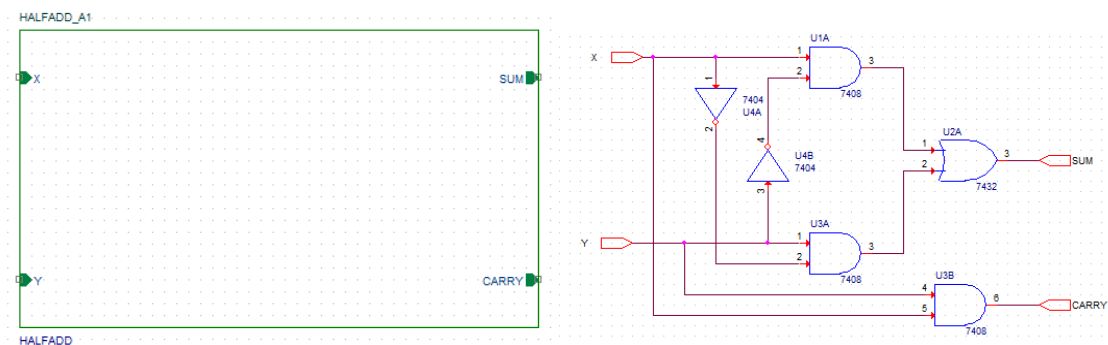 HALFADD_A1
X
SUM
Y
CARRY
HALFADD
U1A
X
1
3
2
7408
1
7404
U4A
2
4
U4B
7404
3
U2A
1
3
SUM
2
7432
U3A
Y
1
3
2
7408
U3B
4
6
CARRY
5
7408